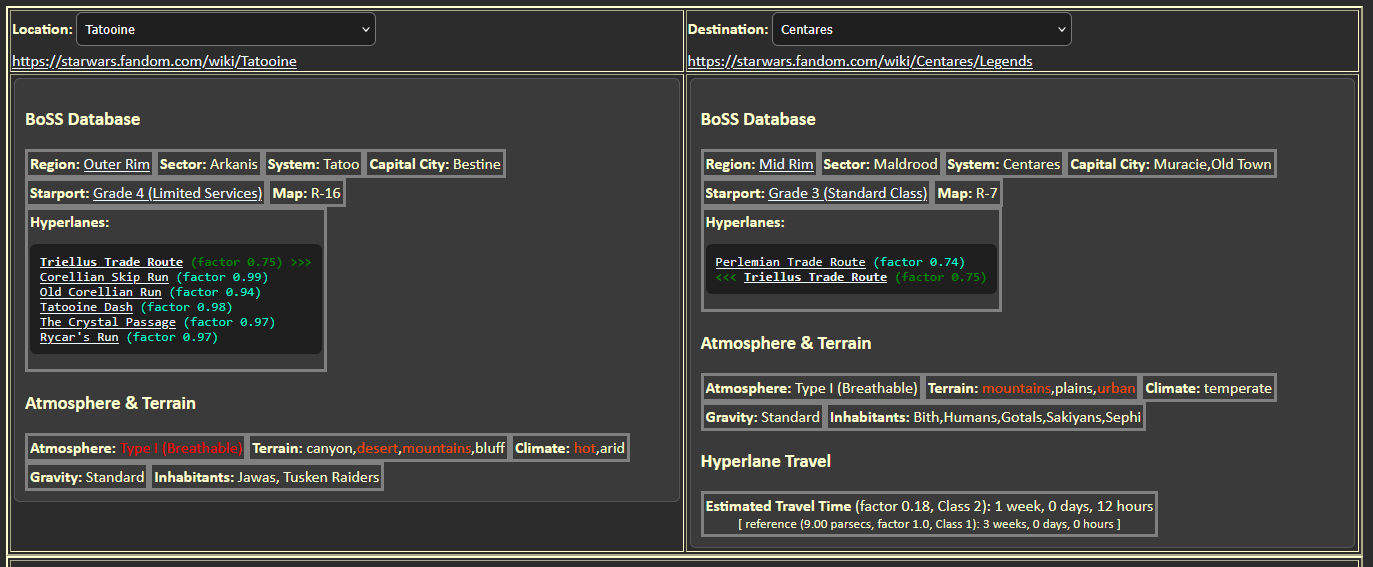 Location: Tatooine
https://starwars.fandom.com/wiki/Tatooine
BoSS Database
Region: Outer Rim Sector: Arkanis System: Tatoo Capital City: Bestine
Starport: Grade 4 (Limited Services) Map: R-16
Hyperlanes:
Triellus Trade Route (factor 0.75) >>>
Corellian Skip Run (factor 0.99)
Old Corellian Run (factor 0.94)
Tatooine Dash (factor 0.98)
The Crystal Passage (factor 0.97)
Rycar's Run (factor 0.97)
Atmosphere & Terrain
Atmosphere: Type I (Breathable) Terrain: canyon,desert,mountains,bluff Climate: hot,arid
Gravity: Standard Inhabitants: Jawas, Tusken Raiders
Destination: Centares
https://starwars.fandom.com/wiki/Centares/Legends
BoSS Database
Region: Mid Rim Sector: Maldrood System: Centares Capital City: Muracie,Old Town
Starport: Grade 3 (Standard Class) Map: R-7
Hyperlanes:
Perlemian Trade Route (factor 0.74)
<<< Triellus Trade Route (factor 0.75)
Atmosphere & Terrain
Atmosphere: Type I (Breathable) Terrain: mountains,plains,urban Climate: temperate
Gravity: Standard Inhabitants: Bith,Humans,Gotals,Sakiyans,Sephi
Hyperlane Travel
Estimated Travel Time (factor 0.18, Class 2): 1 week, 0 days, 12 hours
[ reference (9.00 parsecs, factor 1.0, Class 1): 3 weeks, 0 days, 0 hours ]